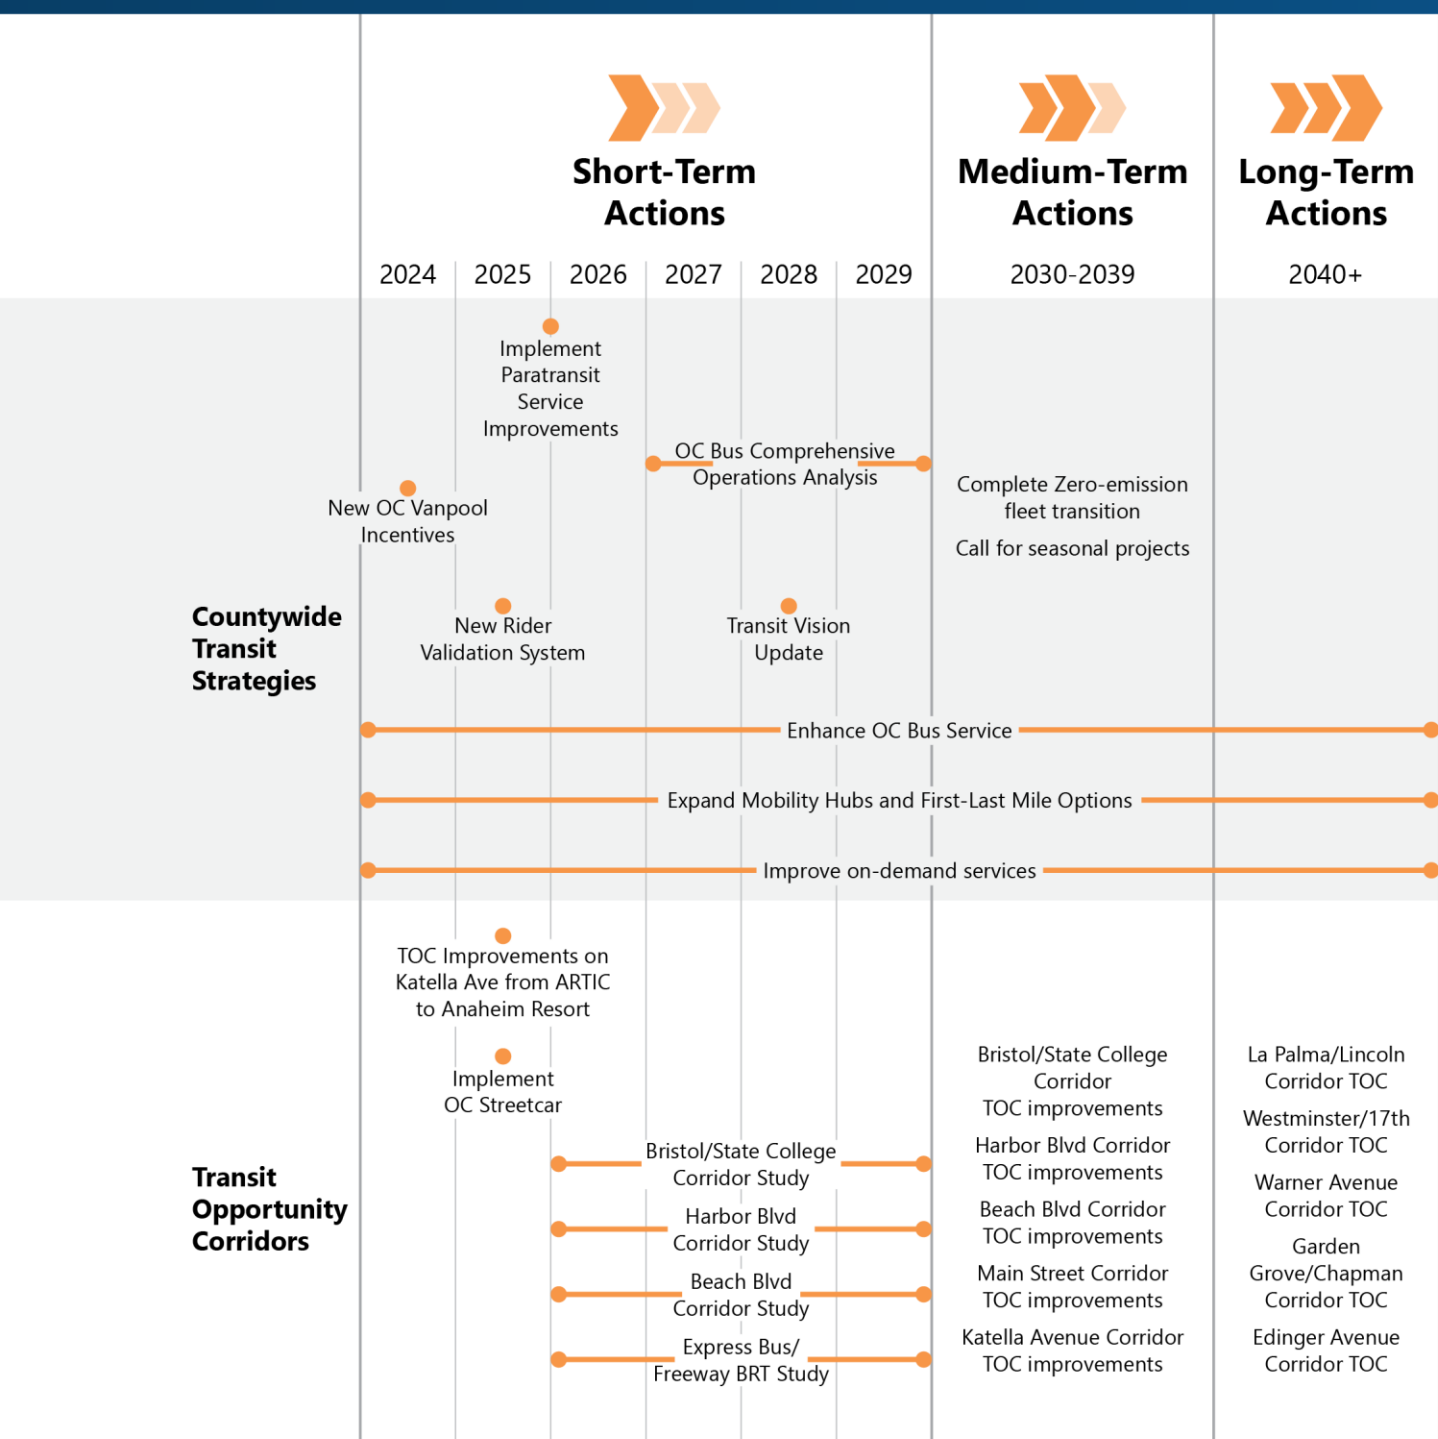 Short-Term
Actions
Medium-Term
Actions
Long-Term
Actions
2024
2025
2026
2027
2028
2029
2030-2039
2040+
Countywide
Transit
Strategies
Implement
Paratransit
Service
Improvements
OC Bus Comprehensive
Operations Analysis
New OC Vanpool
Incentives
New Rider
Validation System
Transit Vision
Update
Complete Zero-emission
fleet transition
Call for seasonal projects
Enhance OC Bus Service
Expand Mobility Hubs and First-Last Mile Options
Improve on-demand services
Transit
Opportunity
Corridors
TOC Improvements on
Katella Ave from ARTIC
to Anaheim Resort
Implement
OC Streetcar
Bristol/State College
Corridor Study
Harbor Blvd
Corridor Study
Beach Blvd
Corridor Study
Express Bus/
Freeway BRT Study
Bristol/State College
Corridor
TOC improvements
Harbor Blvd Corridor
TOC improvements
Beach Blvd Corridor
TOC improvements
Main Street Corridor
TOC improvements
Katella Avenue Corridor
TOC improvements
La Palma/Lincoln
Corridor TOC
Westminster/17th
Corridor TOC
Warner Avenue
Corridor TOC
Garden
Grove/Chapman
Corridor TOC
Edinger Avenue
Corridor TOC